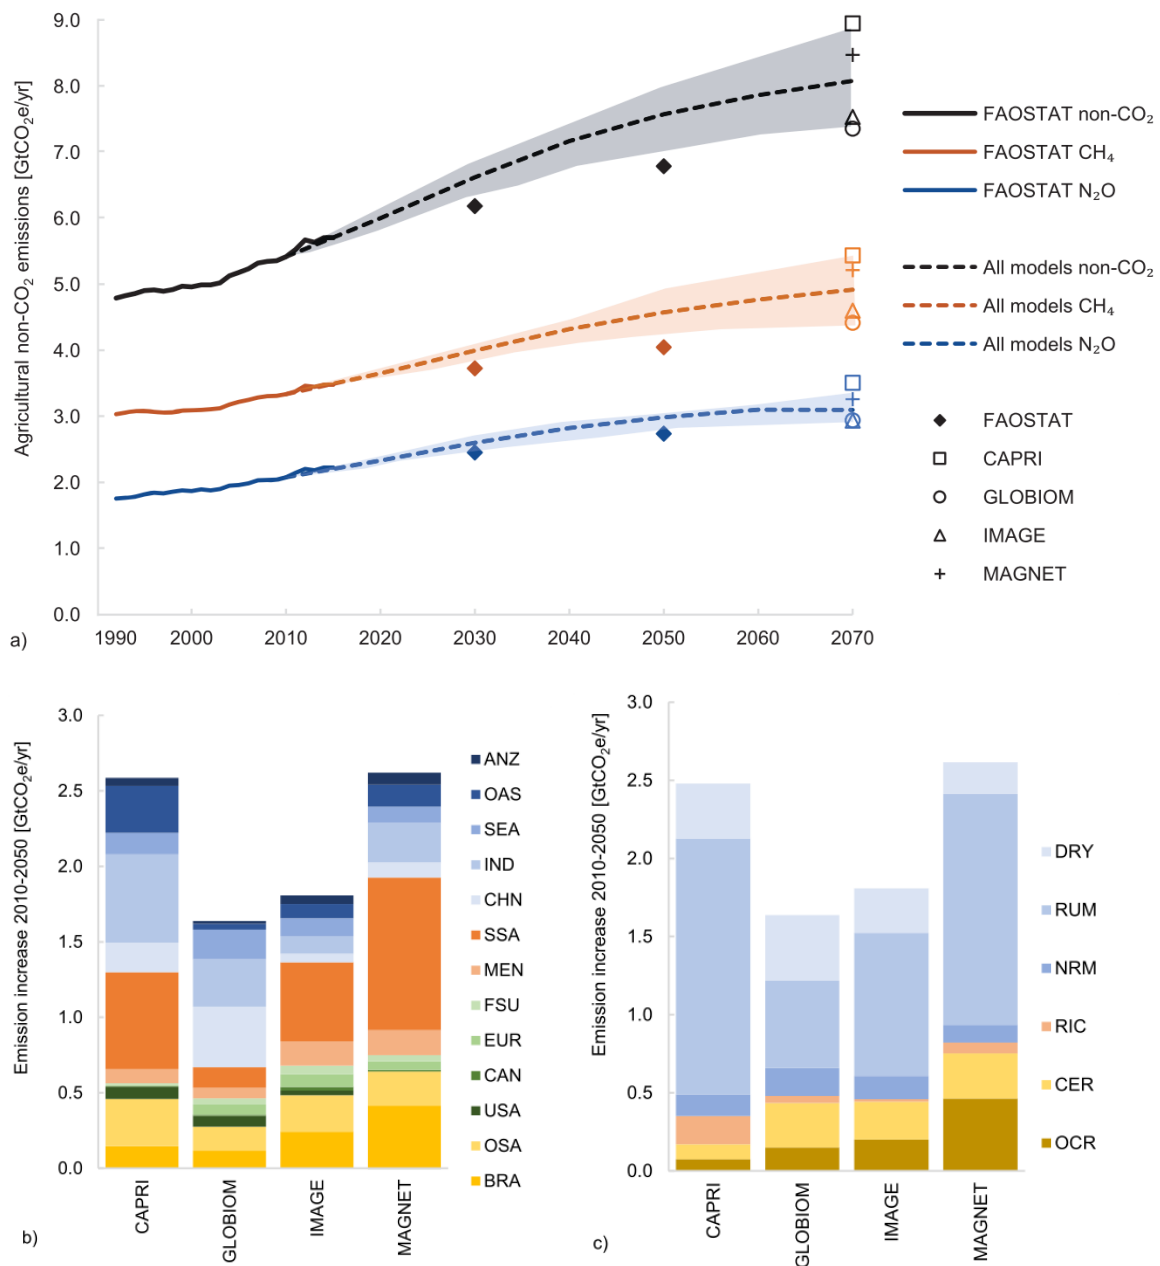 Agricultural non-CO₂ emissions [GtCO₂e/yr]
9.0
8.0
7.0
6.0
5.0
4.0
3.0
2.0
1.0
0.0
1990 2000 2010 2020 2030 2040 2050 2060 2070
a)
FAOSTAT non-CO₂
FAOSTAT CH₄
FAOSTAT N₂O
All models non-CO₂
All models CH₄
All models N₂O
FAOSTAT
CAPRI
GLOBIOM
IMAGE
MAGNET
Emission increase 2010-2050 [GtCO₂e/yr]
3.0
2.5
2.0
1.5
1.0
0.5
0.0
CAPRI
GLOBIOM
IMAGE
MAGNET
b)
ANZ
OAS
SEA
IND
CHN
SSA
MEN
FSU
EUR
CAN
USA
OSA
BRA
Emission increase 2010-2050 [GtCO₂e/yr]
3.0
2.5
2.0
1.5
1.0
0.5
0.0
CAPRI
GLOBIOM
IMAGE
MAGNET
c)
DRY
RUM
NRM
RIC
CER
OCR